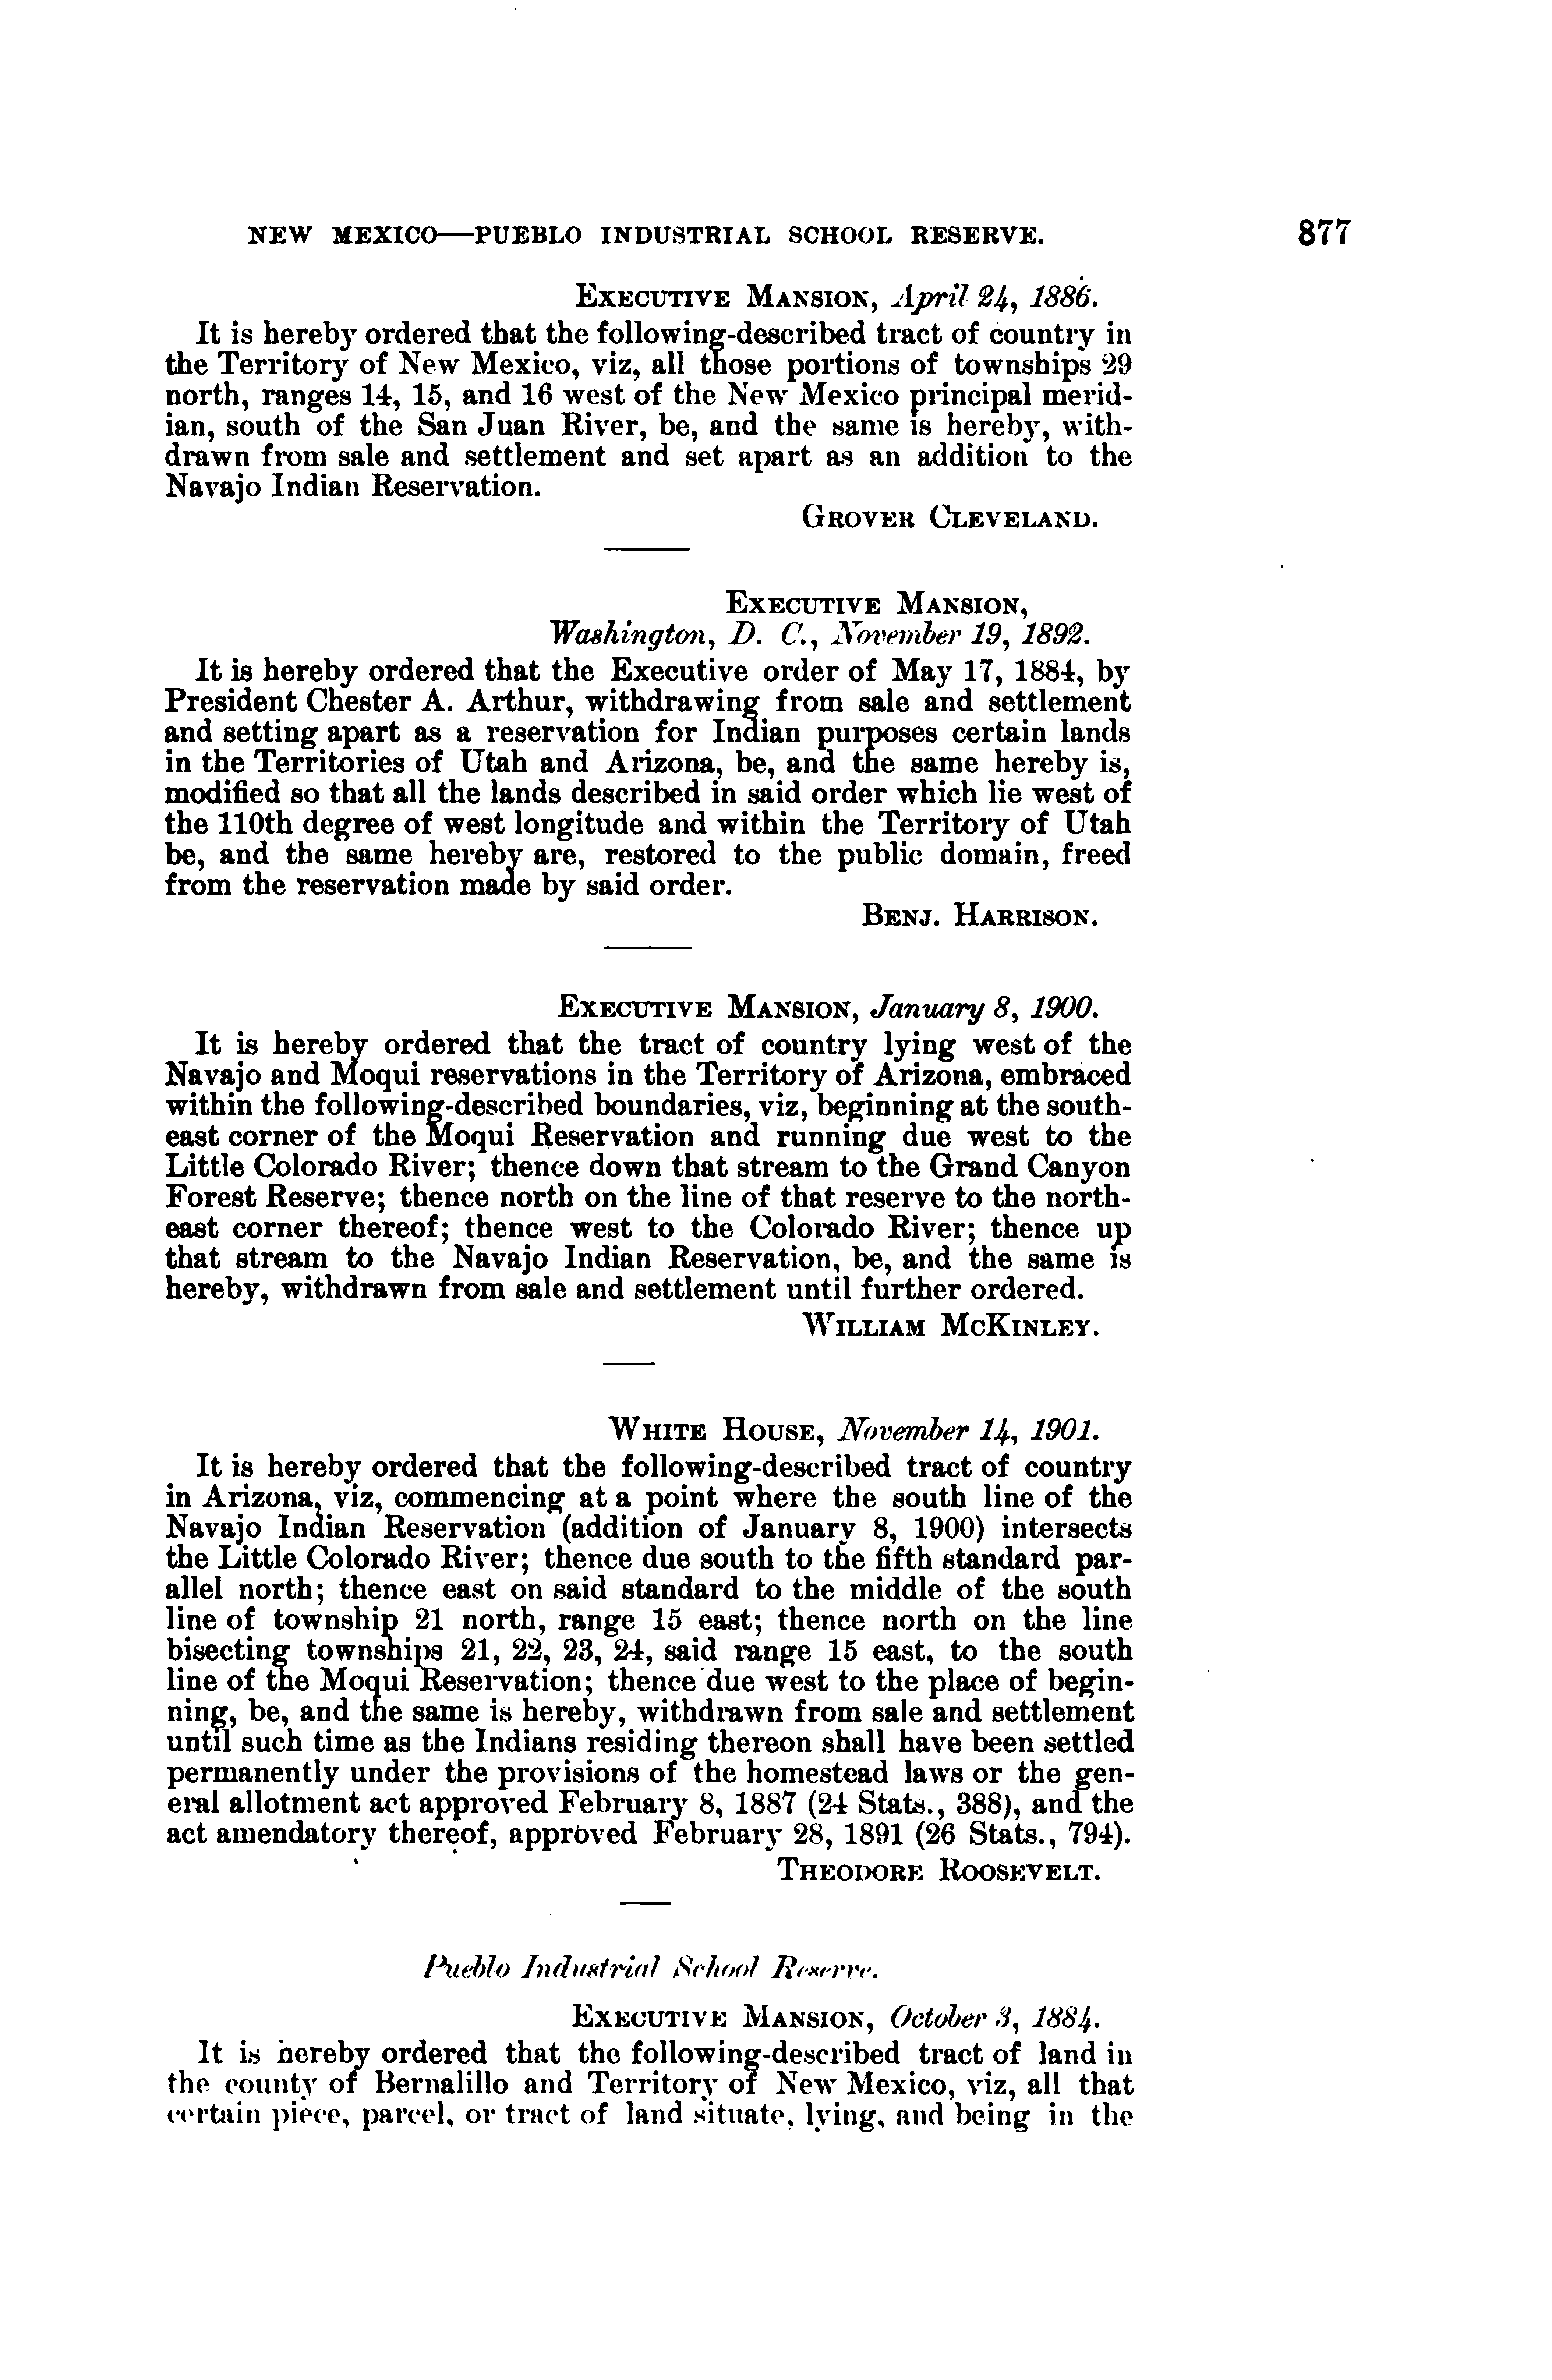 NEW MEXICO—PUEBLO INDUSTRIAL SCHOOL RESERVE. 877
EXECUTIVE MANSION, April 24, 1886.
It is hereby ordered that the following-described tract of country in
the Territory of New Mexico, viz, all those portions of townships 29
north, ranges 14, 15, and 16 west of the New Mexico principal merid-
ian, south of the San Juan River, be, and the same is hereby, with-
drawn from sale and settlement and set apart as an addition to the
Navajo Indian Reservation.
GROVER CLEVELAND.
EXECUTIVE MANSION,
Washington, D. C., November 19, 1892.
It is hereby ordered that the Executive order of May 17, 1884, by
President Chester A. Arthur, withdrawing from sale and settlement
and setting apart as a reservation for Indian purposes certain lands
in the Territories of Utah and Arizona, be, and the same hereby is,
modified so that all the lands described in said order which lie west of
the 110th degree of west longitude and within the Territory of Utah
be, and the same hereby are, restored to the public domain, freed
from the reservation made by said order.
BENJ. HARRISON.
EXECUTIVE MANSION, January 8, 1900.
It is hereby ordered that the tract of country lying west of the
Navajo and Moqui reservations in the Territory of Arizona, embraced
within the following-described boundaries, viz, beginning at the south-
east corner of the Moqui Reservation and running due west to the
Little Colorado River; thence down that stream to the Grand Canyon
Forest Reserve; thence north on the line of that reserve to the north-
east corner thereof; thence west to the Colorado River; thence up
that stream to the Navajo Indian Reservation, be, and the same is
hereby, withdrawn from sale and settlement until further ordered.
WILLIAM MCKINLEY.
WHITE HOUSE, November 14, 1901.
It is hereby ordered that the following-described tract of country
in Arizona, viz, commencing at a point where the south line of the
Navajo Indian Reservation (addition of January 8, 1900) intersects
the Little Colorado River; thence due south to the fifth standard par-
allel north; thence east on said standard to the middle of the south
line of township 21 north, range 15 east; thence north on the line
bisecting townships 21, 22, 23, 24, said range 15 east, to the south
line of the Moqui Reservation; thence due west to the place of begin-
ning, be, and the same is hereby, withdrawn from sale and settlement
until such time as the Indians residing thereon shall have been settled
permanently under the provisions of the homestead laws or the gen-
eral allotment act approved February 8, 1887 (24 Stats., 388), and the
act amendatory thereof, approved February 28, 1891 (26 Stats., 794).
THEODORE ROOSEVELT.
Pueblo Industrial School Reserve.
EXECUTIVE MANSION, October 3, 1884.
It is hereby ordered that the following-described tract of land in
the county of Bernalillo and Territory of New Mexico, viz, all that
certain piece, parcel, or tract of land situate, lying, and being in the